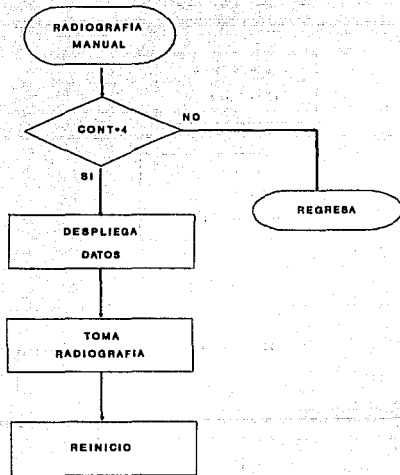 RADIOGRAFIA
MANUAL
CONT=4
NO
SI
REGRESA
DESPLIEGA
DATOS
TOMA
RADIOGRAFIA
REINICIO